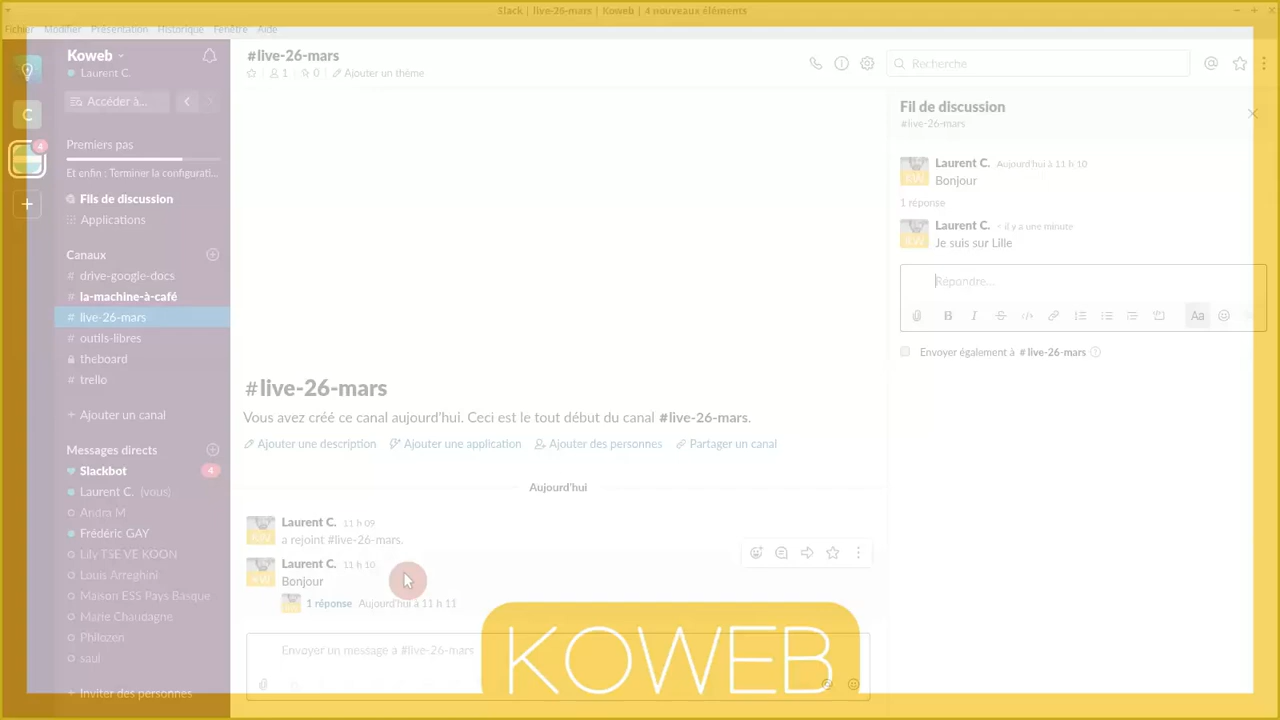 Slack | live-26-mars | Koweb | 4 nouveaux éléments
Fichier Modifier Présentation Historique Fenêtre Aide
Koweb
Laurent C.
Accéder à...
C
4
Premiers pas
Et enfin : Terminer la configurati...
Fils de discussion
Applications
Canaux
# drive-google-docs
# la-machine-à-café
# live-26-mars
# outils-libres
theboard
# trello
+ Ajouter un canal
Messages directs
Slackbot 4
Laurent C. (vous)
Andra M
Frédéric GAY
Lily TSE VE KOON
Louis Arreghini
Maison ESS Pays Basque
Marie Chaudagne
Philozen
saul
+ Inviter des personnes
#live-26-mars
1 0 Ajouter un thème
Recherche
#live-26-mars
Vous avez créé ce canal aujourd'hui. Ceci est le tout début du canal #live-26-mars.
Ajouter une description Ajouter une application Ajouter des personnes Partager un canal
Aujourd'hui
Laurent C. 11 h 09
a rejoint #live-26-mars.
Laurent C. 11 h 10
Bonjour
1 réponse Aujourd'hui à 11 h 11
Envoyer un message à #live-26-mars
KOWEB
Fil de discussion
#live-26-mars
Laurent C. Aujourd'hui à 11 h 10
Bonjour
1 réponse
Laurent C. il y a une minute
Je suis sur Lille
Répondre...
B I S Aa
Envoyer également à # live-26-mars